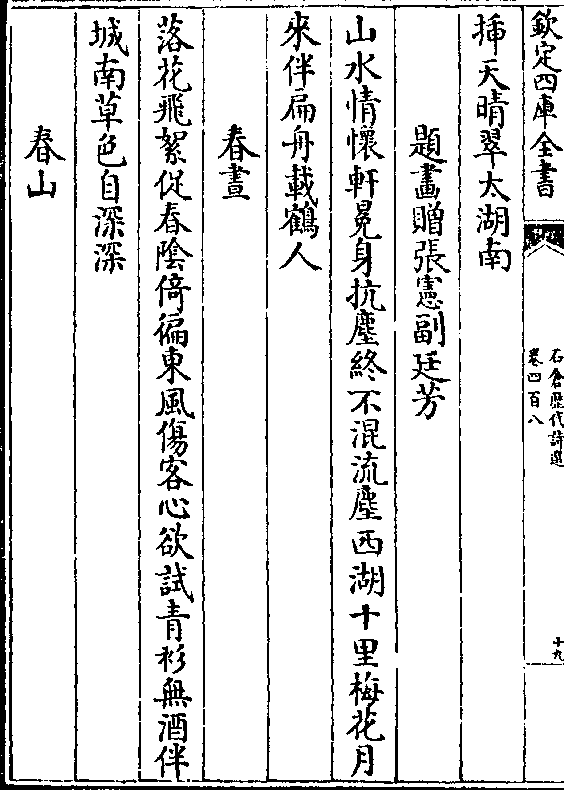 欽定四庫全書
石倉歴代詩選
卷四百八
十九
揷天晴翠太湖南
題畫贈張憲副廷芳
山水情懷軒冕身抗塵終不混流塵西湖十里梅花月
來伴扁舟載鶴人
春晝
落花飛絮促春陰倚徧東風傷客心欲試青衫無酒伴
城南草色自深深
春山